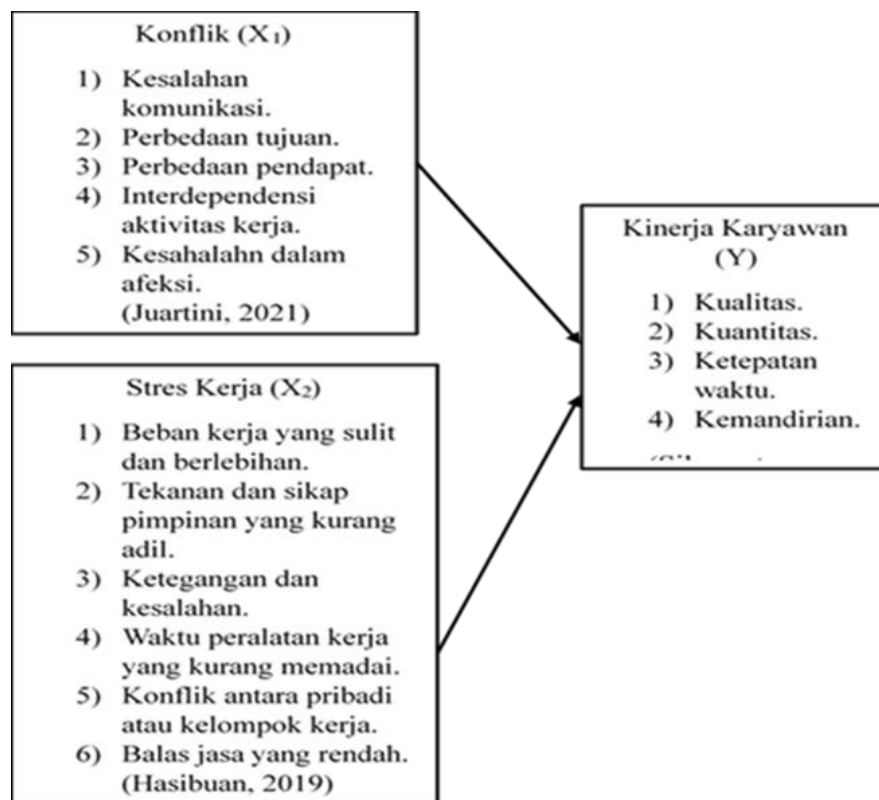 Konflik (X₁)
1) Kesalahan
komunikasi.
2) Perbedaan tujuan.
3) Perbedaan pendapat.
4) Interdependensi
aktivitas kerja.
5) Kesahalahn dalam
afeksi.
(Juartini, 2021)
Stres Kerja (X₂)
1) Beban kerja yang sulit
dan berlebihan.
2) Tekanan dan sikap
pimpinan yang kurang
adil.
3) Ketegangan dan
kesalahan.
4) Waktu peralatan kerja
yang kurang memadai.
5) Konflik antara pribadi
atau kelompok kerja.
6) Balas jasa yang rendah.
(Hasibuan, 2019)
Kinerja Karyawan
(Y)
1) Kualitas.
2) Kuantitas.
3) Ketepatan
waktu.
4) Kemandirian.